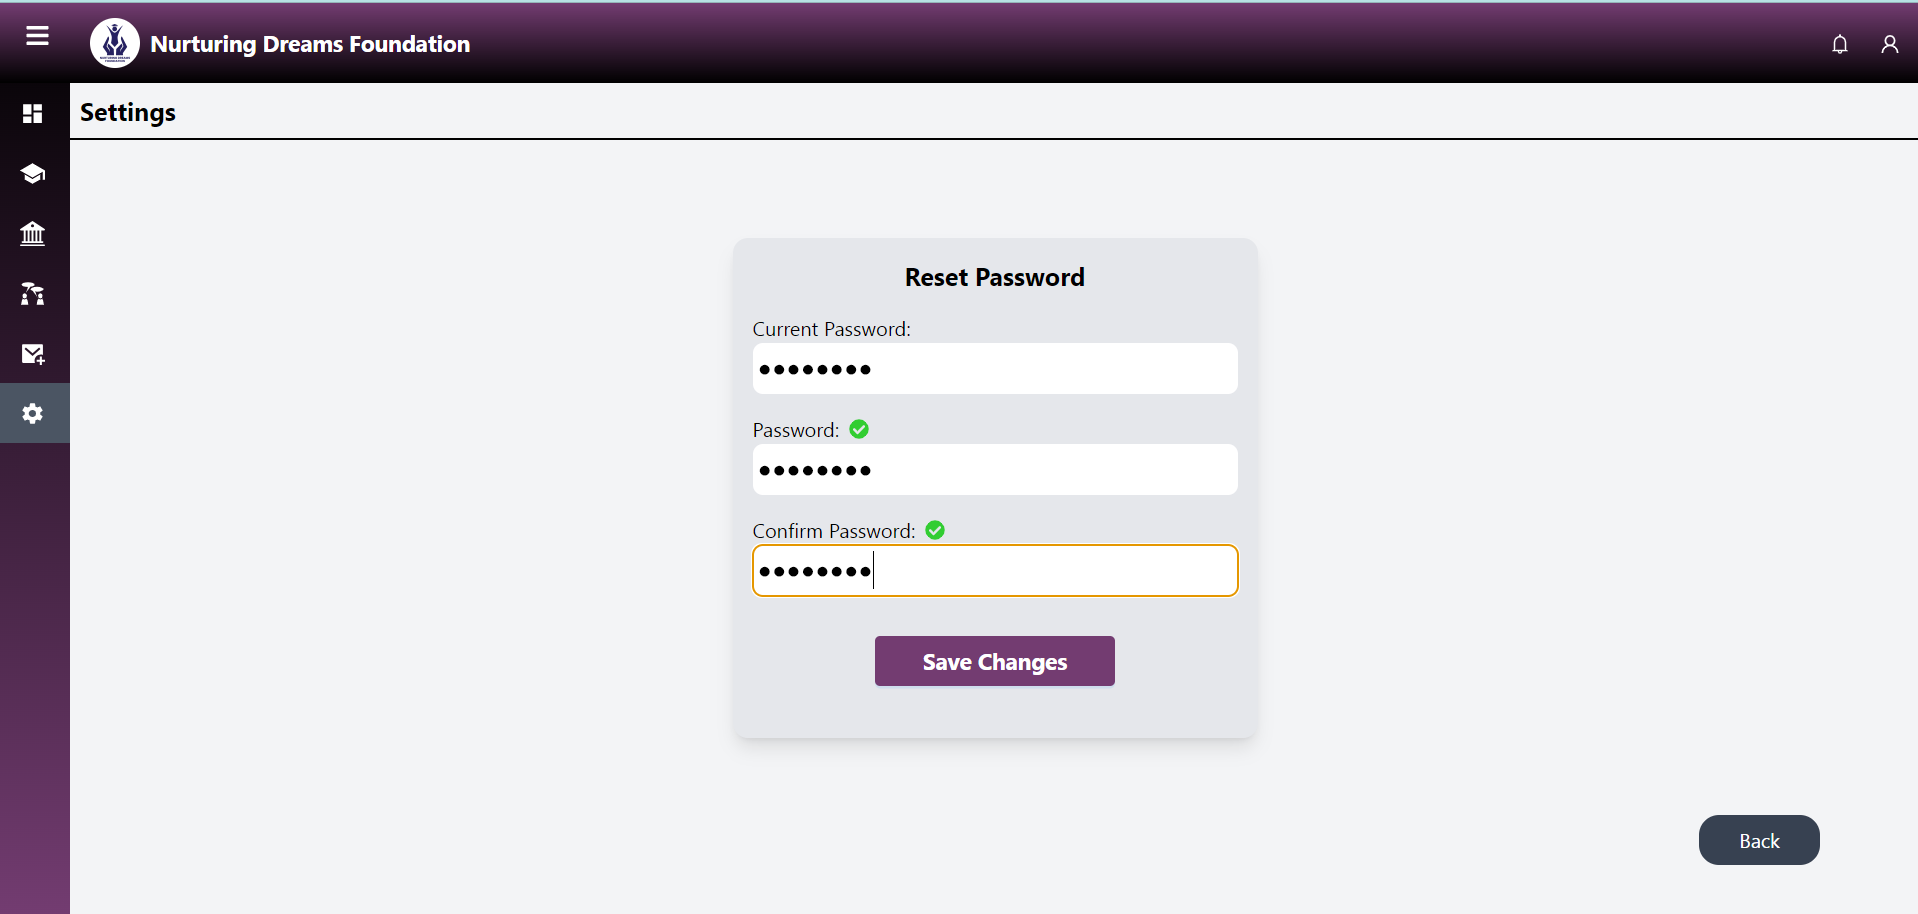 Nurturing Dreams Foundation
Settings
Reset Password
Current Password:
Password:
Confirm Password:
Save Changes
Back